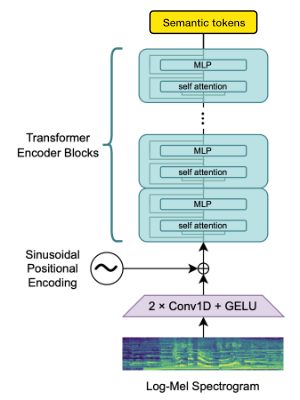 Semantic tokens
MLP
self attention
Transformer
Encoder Blocks
MLP
self attention
MLP
self attention
Sinusoidal
Positional
Encoding
2 × Conv1D + GELU
Log-Mel Spectrogram